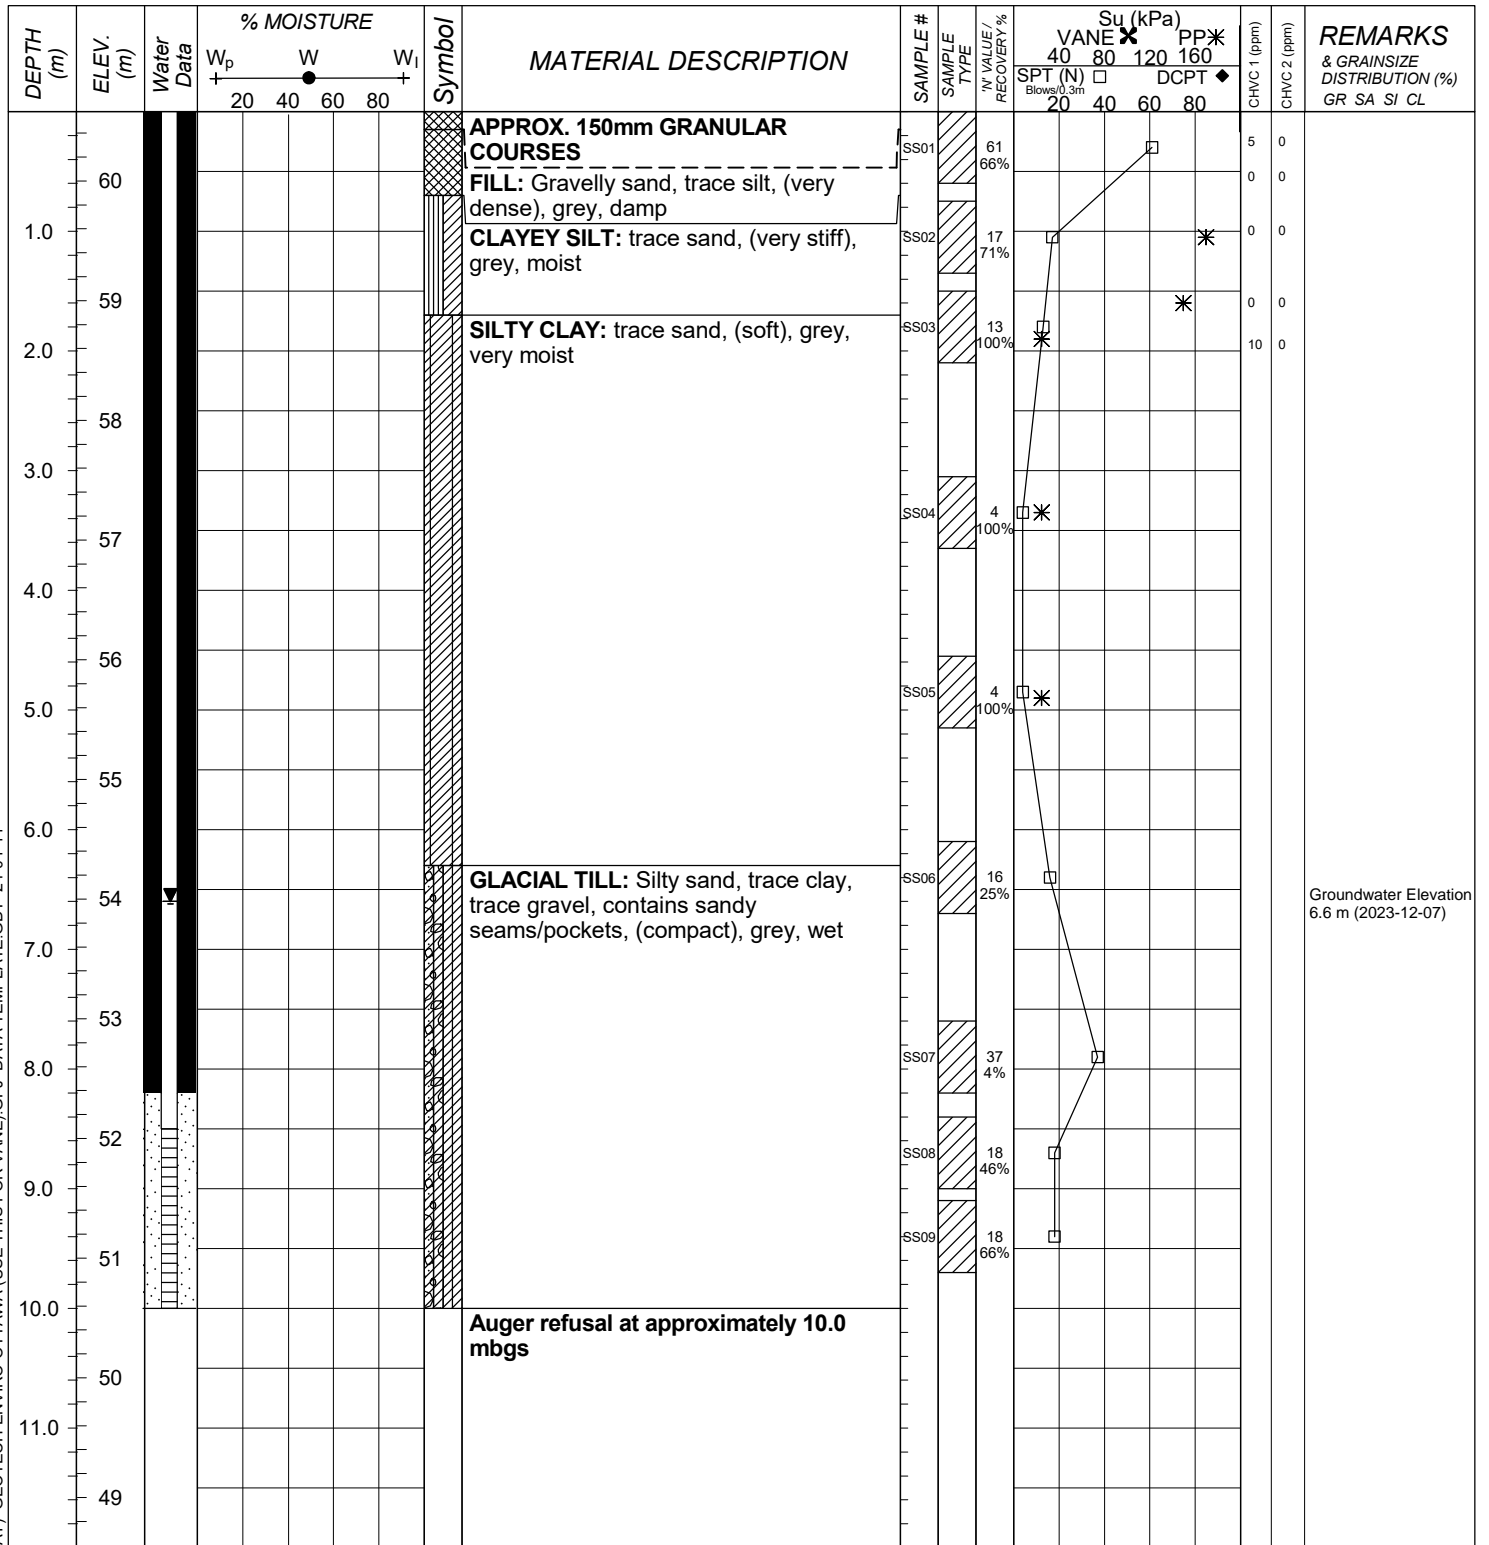 DEPTH (m)
ELEV. (m)
Water Data
% MOISTURE
Wp W Wl
20 40 60 80
Symbol
MATERIAL DESCRIPTION
SAMPLE #
SAMPLE TYPE
'N' VALUE / RECOVERY %
Su (kPa)
VANE PP
40 80 120 160
SPT (N) DCPT
Blows/0.3m
20 40 60 80
CHVC 1 (ppm)
CHVC 2 (ppm)
REMARKS
& GRAINSIZE
DISTRIBUTION (%)
GR SA SI CL
APPROX. 150mm GRANULAR
COURSES
SS01 61 5 0
66%
60
FILL: Gravelly sand, trace silt, (very
dense), grey, damp
0 0
1.0
CLAYEY SILT: trace sand, (very stiff),
grey, moist
SS02 17 0 0
71%
59
0 0
SILTY CLAY: trace sand, (soft), grey,
very moist
SS03 13
100%
2.0
10 0
58
3.0
SS04 4
100%
57
4.0
56
SS05 4
100%
5.0
55
6.0
GLACIAL TILL: Silty sand, trace clay,
trace gravel, contains sandy
seams/pockets, (compact), grey, wet
SS06 16
25%
54
Groundwater Elevation
6.6 m (2023-12-07)
7.0
53
SS07 37
4%
8.0
52
SS08 18
46%
9.0
SS09 18
66%
51
10.0
Auger refusal at approximately 10.0
mbgs
50
11.0
49